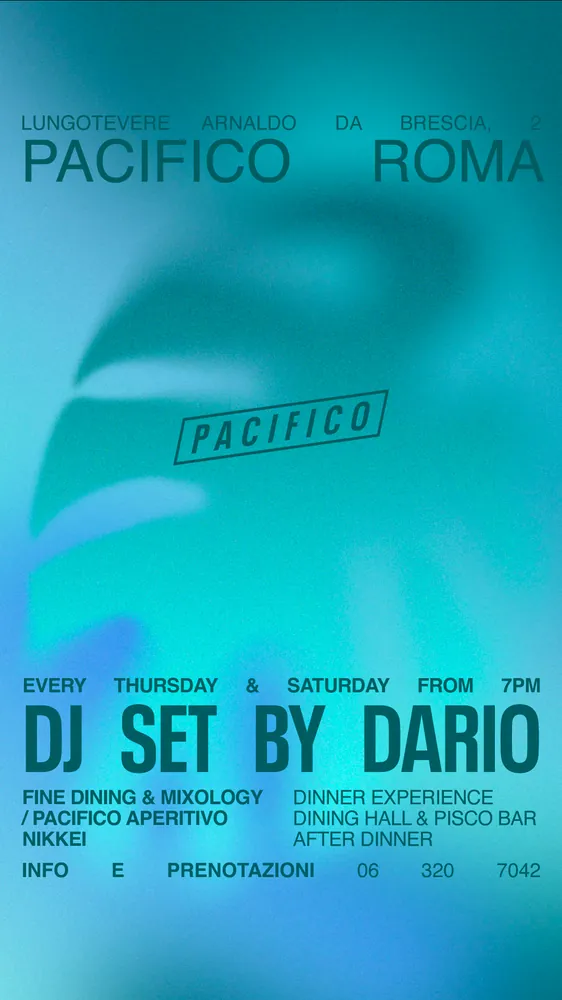 LUNGOTEVERE ARNALDO DA BRESCIA, 2
PACIFICO ROMA
PACIFICO
EVERY THURSDAY & SATURDAY FROM 7PM
DJ SET BY DARIO
FINE DINING & MIXOLOGY
/ PACIFICO APERITIVO
NIKKEI
DINNER EXPERIENCE
DINING HALL & PISCO BAR
AFTER DINNER
INFO E PRENOTAZIONI 06 320 7042